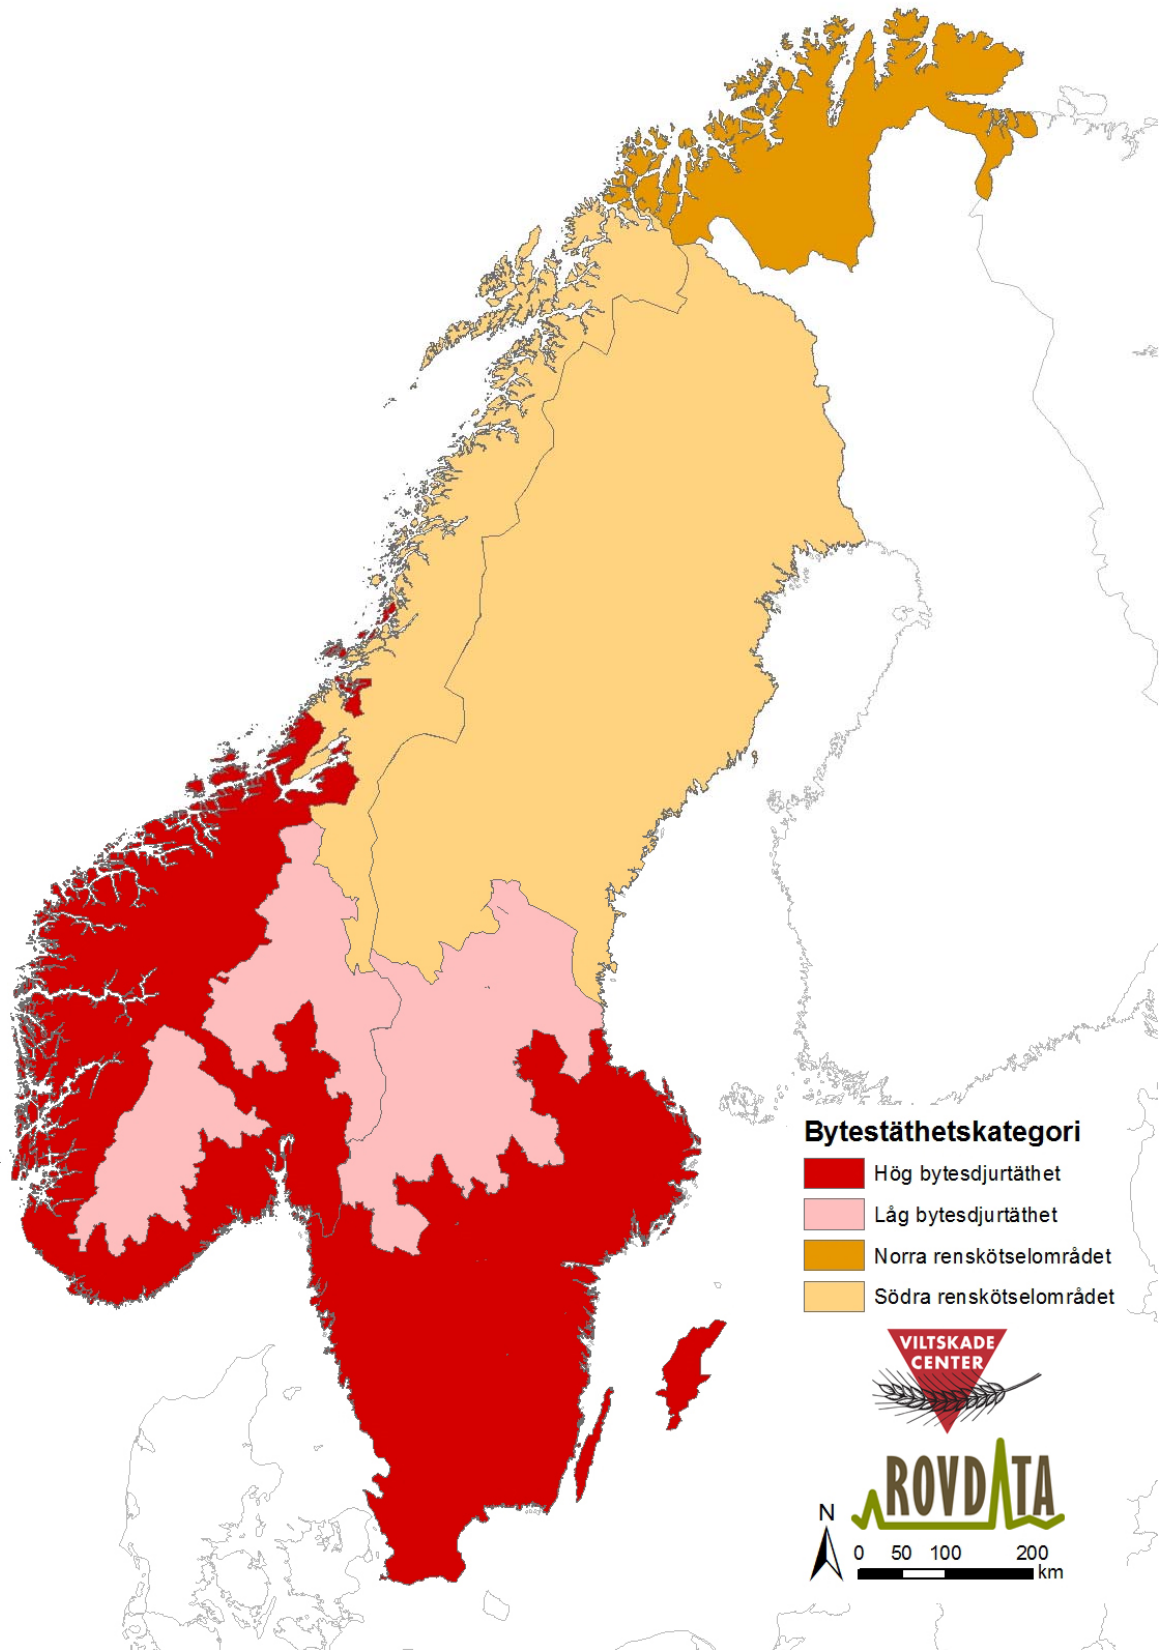 Bytestäthetskategori
Hög bytesdjurtäthet
Låg bytesdjurtäthet
Norra renskötselområdet
Södra renskötselområdet
VILTSKADE
CENTER
ROVDATA
N
0 50 100 200
km